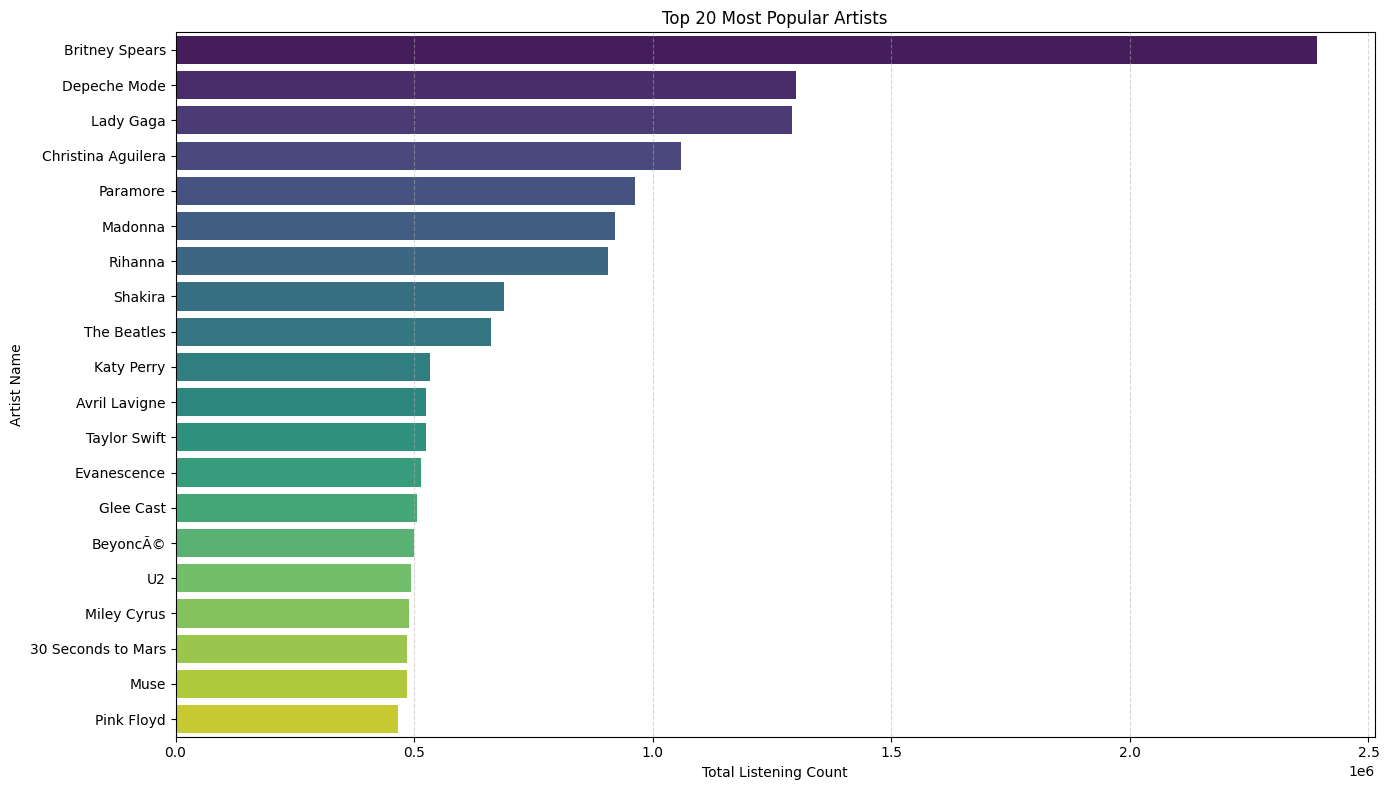 Top 20 Most Popular Artists
Artist Name
Britney Spears
Depeche Mode
Lady Gaga
Christina Aguilera
Paramore
Madonna
Rihanna
Shakira
The Beatles
Katy Perry
Avril Lavigne
Taylor Swift
Evanescence
Glee Cast
BeyoncÃ©
U2
Miley Cyrus
30 Seconds to Mars
Muse
Pink Floyd
0.0 0.5 1.0 1.5 2.0 2.5
1e6
Total Listening Count